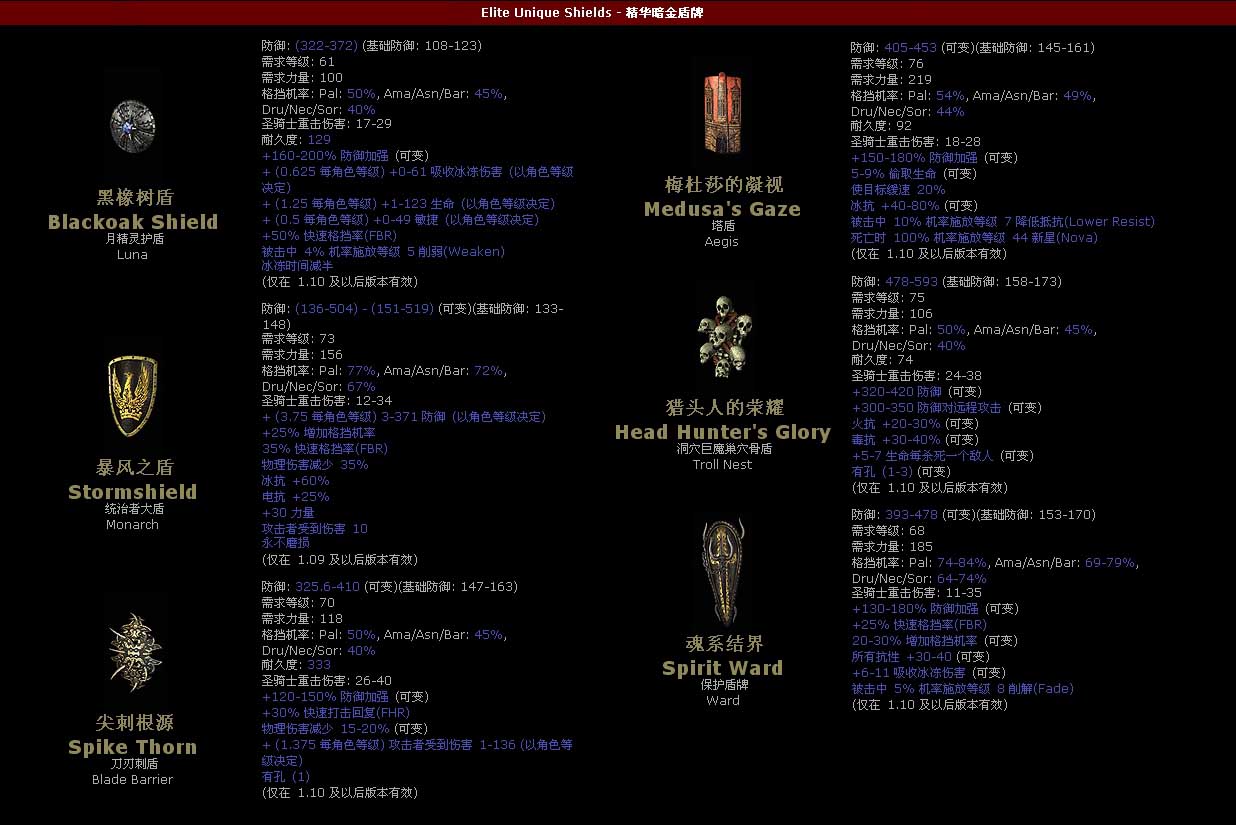 Elite Unique Shields - 精华暗金盾牌
黑橡树盾
Blackoak Shield
月精灵护盾
Luna
防御: (322-372) (基础防御: 108-123)
需求等级: 61
需求力量: 100
格挡机率: Pal: 50%, Ama/Asn/Bar: 45%,
Dru/Nec/Sor: 40%
圣骑士重击伤害: 17-29
耐久度: 129
+160-200% 防御加强 (可变)
+ (0.625 每角色等级) +0-61 吸收冰冻伤害 (以角色等级
决定)
+ (1.25 每角色等级) +1-123 生命 (以角色等级决定)
+ (0.5 每角色等级) +0-49 敏捷 (以角色等级决定)
+50% 快速格挡率(FBR)
被击中 4% 机率施放等级 5 削弱(Weaken)
冰冻时间减半
(仅在 1.10 及以后版本有效)
暴风之盾
Stormshield
统治者大盾
Monarch
防御: (136-504) - (151-519) (可变)(基础防御: 133-
148)
需求等级: 73
需求力量: 156
格挡机率: Pal: 77%, Ama/Asn/Bar: 72%,
Dru/Nec/Sor: 67%
圣骑士重击伤害: 12-34
+ (3.75 每角色等级) 3-371 防御 (以角色等级决定)
+25% 增加格挡机率
35% 快速格挡率(FBR)
物理伤害减少 35%
冰抗 +60%
电抗 +25%
+30 力量
攻击者受到伤害 10
永不磨损
(仅在 1.09 及以后版本有效)
尖刺根源
Spike Thorn
刀刃刺盾
Blade Barrier
防御: 325.6-410 (可变)(基础防御: 147-163)
需求等级: 70
需求力量: 118
格挡机率: Pal: 50%, Ama/Asn/Bar: 45%,
Dru/Nec/Sor: 40%
耐久度: 333
圣骑士重击伤害: 26-40
+120-150% 防御加强 (可变)
+30% 快速打击回复(FHR)
物理伤害减少 15-20% (可变)
+ (1.375 每角色等级) 攻击者受到伤害 1-136 (以角色等
级决定)
有孔 (1)
(仅在 1.10 及以后版本有效)
梅杜莎的凝视
Medusa's Gaze
塔盾
Aegis
防御: 405-453 (可变)(基础防御: 145-161)
需求等级: 76
需求力量: 219
格挡机率: Pal: 54%, Ama/Asn/Bar: 49%,
Dru/Nec/Sor: 44%
耐久度: 92
圣骑士重击伤害: 18-28
+150-180% 防御加强 (可变)
5-9% 偷取生命 (可变)
使目标缓速 20%
冰抗 +40-80% (可变)
被击中 10% 机率施放等级 7 降低抵抗(Lower Resist)
死亡时 100% 机率施放等级 44 新星(Nova)
(仅在 1.10 及以后版本有效)
猎头人的荣耀
Head Hunter's Glory
洞穴巨魔巢穴骨盾
Troll Nest
防御: 478-593 (基础防御: 158-173)
需求等级: 75
需求力量: 106
格挡机率: Pal: 50%, Ama/Asn/Bar: 45%,
Dru/Nec/Sor: 40%
耐久度: 74
圣骑士重击伤害: 24-38
+320-420 防御 (可变)
+300-350 防御对远程攻击 (可变)
火抗 +20-30% (可变)
毒抗 +30-40% (可变)
+5-7 生命每杀死一个敌人 (可变)
有孔 (1-3) (可变)
(仅在 1.10 及以后版本有效)
魂系结界
Spirit Ward
保护盾牌
Ward
防御: 393-478 (可变)(基础防御: 153-170)
需求等级: 68
需求力量: 185
格挡机率: Pal: 74-84%, Ama/Asn/Bar: 69-79%,
Dru/Nec/Sor: 64-74%
圣骑士重击伤害: 11-35
+130-180% 防御加强 (可变)
+25% 快速格挡率(FBR)
20-30% 增加格挡机率 (可变)
所有抗性 +30-40 (可变)
+6-11 吸收冰冻伤害 (可变)
被击中 5% 机率施放等级 8 削解(Fade)
(仅在 1.10 及以后版本有效)